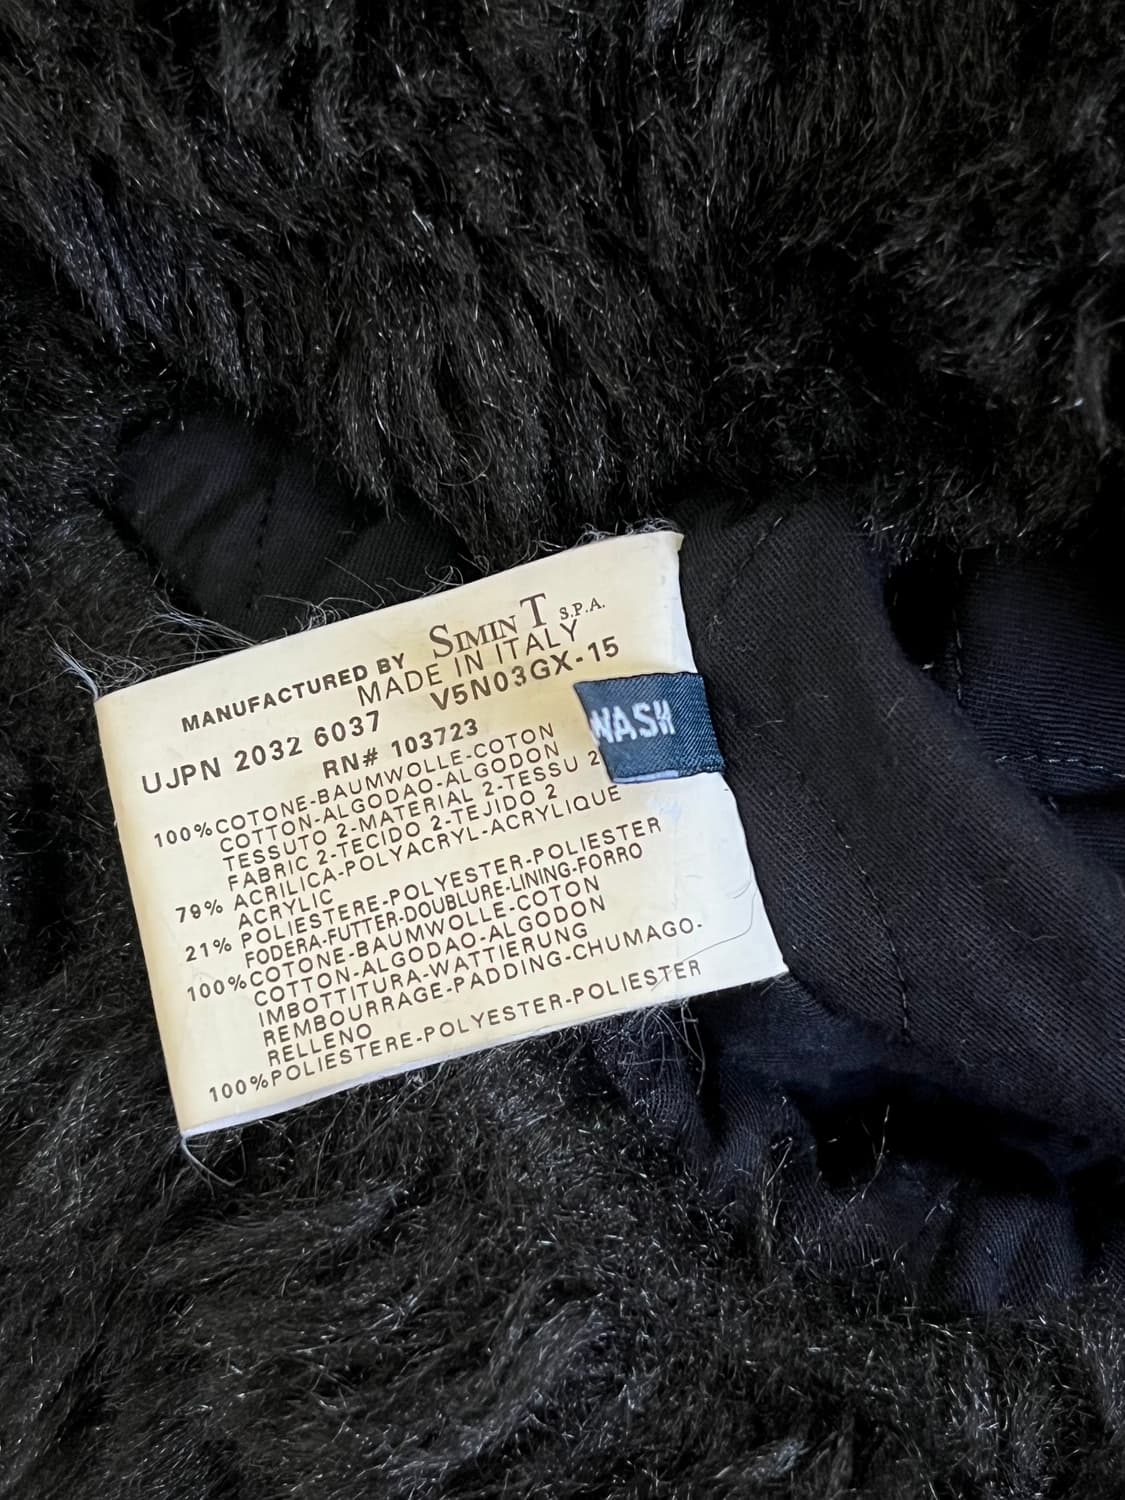 MANUFACTURED BY SIMIN T S.P.A.
MADE IN ITALY
UJPN 2032 6037 V5N03GX-15
RN# 103723
100% COTONE-BAUMWOLLE-COTON
COTTON-ALGODAO-ALGODON
TESSUTO 2-MATERIAL 2-TESSU 2
FABRIC 2-TECIDO 2-TEJIDO 2
79% ACRILICA-POLYACRYL-ACRYLIQUE
ACRYLIC
21% POLIESTERE-POLYESTER-POLIESTER
FODERA-FUTTER-DOUBLURE-LINING-FORRO
100% COTONE-BAUMWOLLE-COTON
COTTON-ALGODAO-ALGODON
IMBOTTITURA-WATTIERUNG
REMBOURRAGE-PADDING-CHUMAGO-
RELLENO
100% POLIESTERE-POLYESTER-POLIESTER
WASH